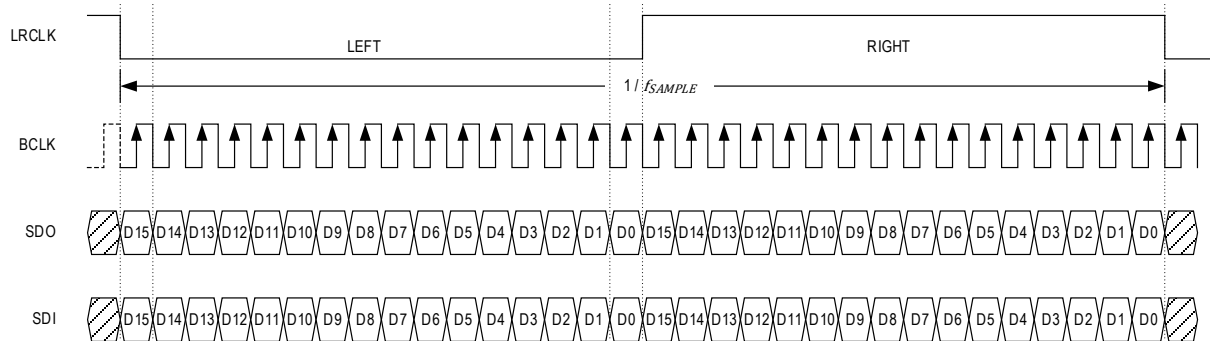 LRCLK
LEFT
RIGHT
1 / fSAMPLE
BCLK
SDO D15 D14 D13 D12 D11 D10 D9 D8 D7 D6 D5 D4 D3 D2 D1 D0 D15 D14 D13 D12 D11 D10 D9 D8 D7 D6 D5 D4 D3 D2 D1 D0
SDI D15 D14 D13 D12 D11 D10 D9 D8 D7 D6 D5 D4 D3 D2 D1 D0 D15 D14 D13 D12 D11 D10 D9 D8 D7 D6 D5 D4 D3 D2 D1 D0